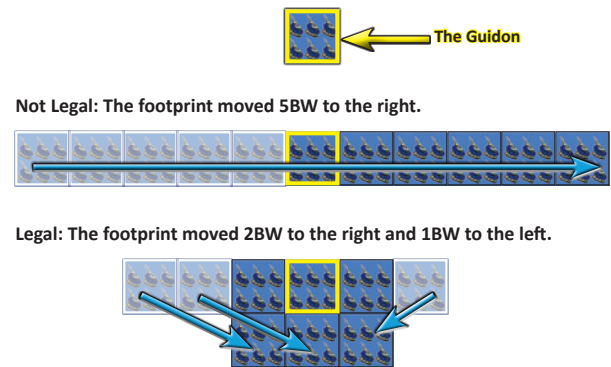 The Guidon
Not Legal: The footprint moved 5BW to the right.
Legal: The footprint moved 2BW to the right and 1BW to the left.